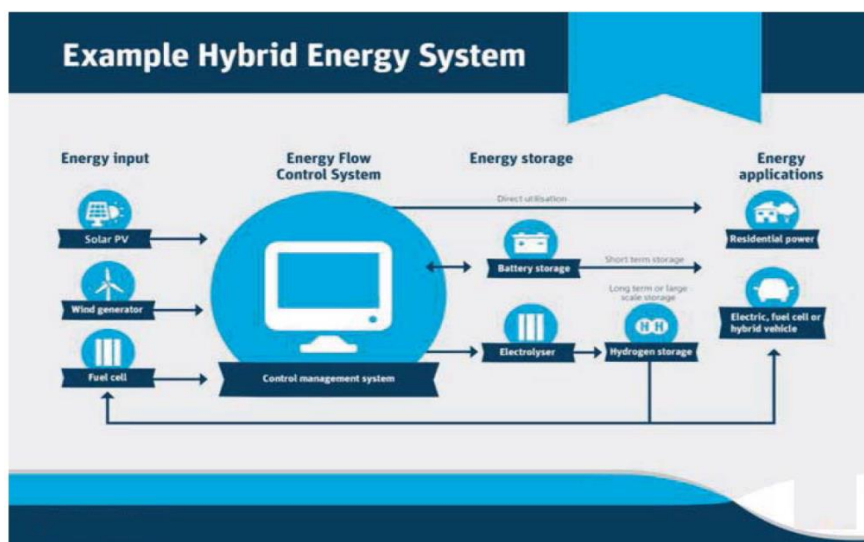 Example Hybrid Energy System
Energy input
Energy Flow
Control System
Energy storage
Energy
applications
Direct utilisation
Solar PV
Battery storage
Short term storage
Residential power
Wind generator
Long term or large
scale storage
Electric, fuel cell or
hybrid vehicle
Fuel cell
Control management system
Electrolyser
H H
Hydrogen storage